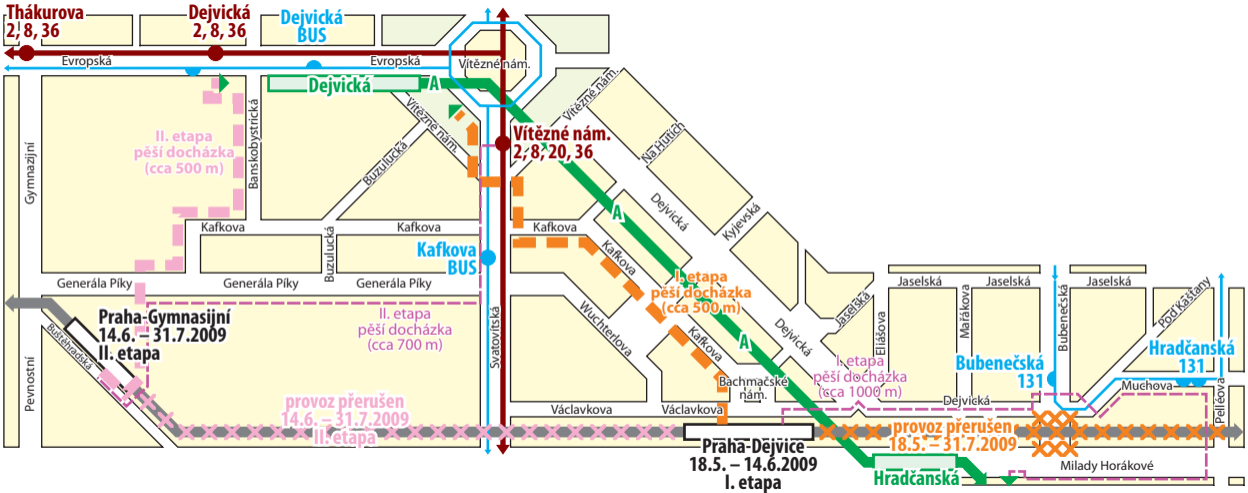 Thákurova
2, 8, 36
Dejvická
2, 8, 36
Dejvická
BUS
Evropská
Evropská
Vítězné nám.
Dejvická
A
Vítězné nám.
Vítězné nám.
2, 8, 20, 36
Vítězné nám.
Na Hutích
II. etapa
pěší docházka
(cca 500 m)
Gymnazijní
Banskobystrická
Buzulucká
Dejvická
Kyjevská
A
Kafkova
Kafkova
Kafkova
Kafkova
Kafkova
BUS
Buzulucká
Generála Píky
Generála Píky
Generála Píky
I. etapa
pěší docházka
(cca 500 m)
Jaselská
Jaselská
Jaselská
Jaselská
Praha-Gymnasijní
14.6. – 31.7.2009
II. etapa
II. etapa
pěší docházka
(cca 700 m)
Svatovítská
Wuchterlova
Kafkova
A
Dejvická
Eliášova
Mařákova
Bubenečská
Pod Kaštany
Buštěhradská
Pevnostní
Bachmačské
nám.
I. etapa
pěší docházka
(cca 1000 m)
Bubenečská
131
Hradčanská
131
Muchova
Pelléova
Dejvická
provoz přerušen
14.6. – 31.7.2009
II. etapa
Václavkova
Václavkova
Praha-Dejvice
18.5. – 14.6.2009
I. etapa
provoz přerušen
18.5. – 31.7.2009
Hradčanská
Milady Horákové